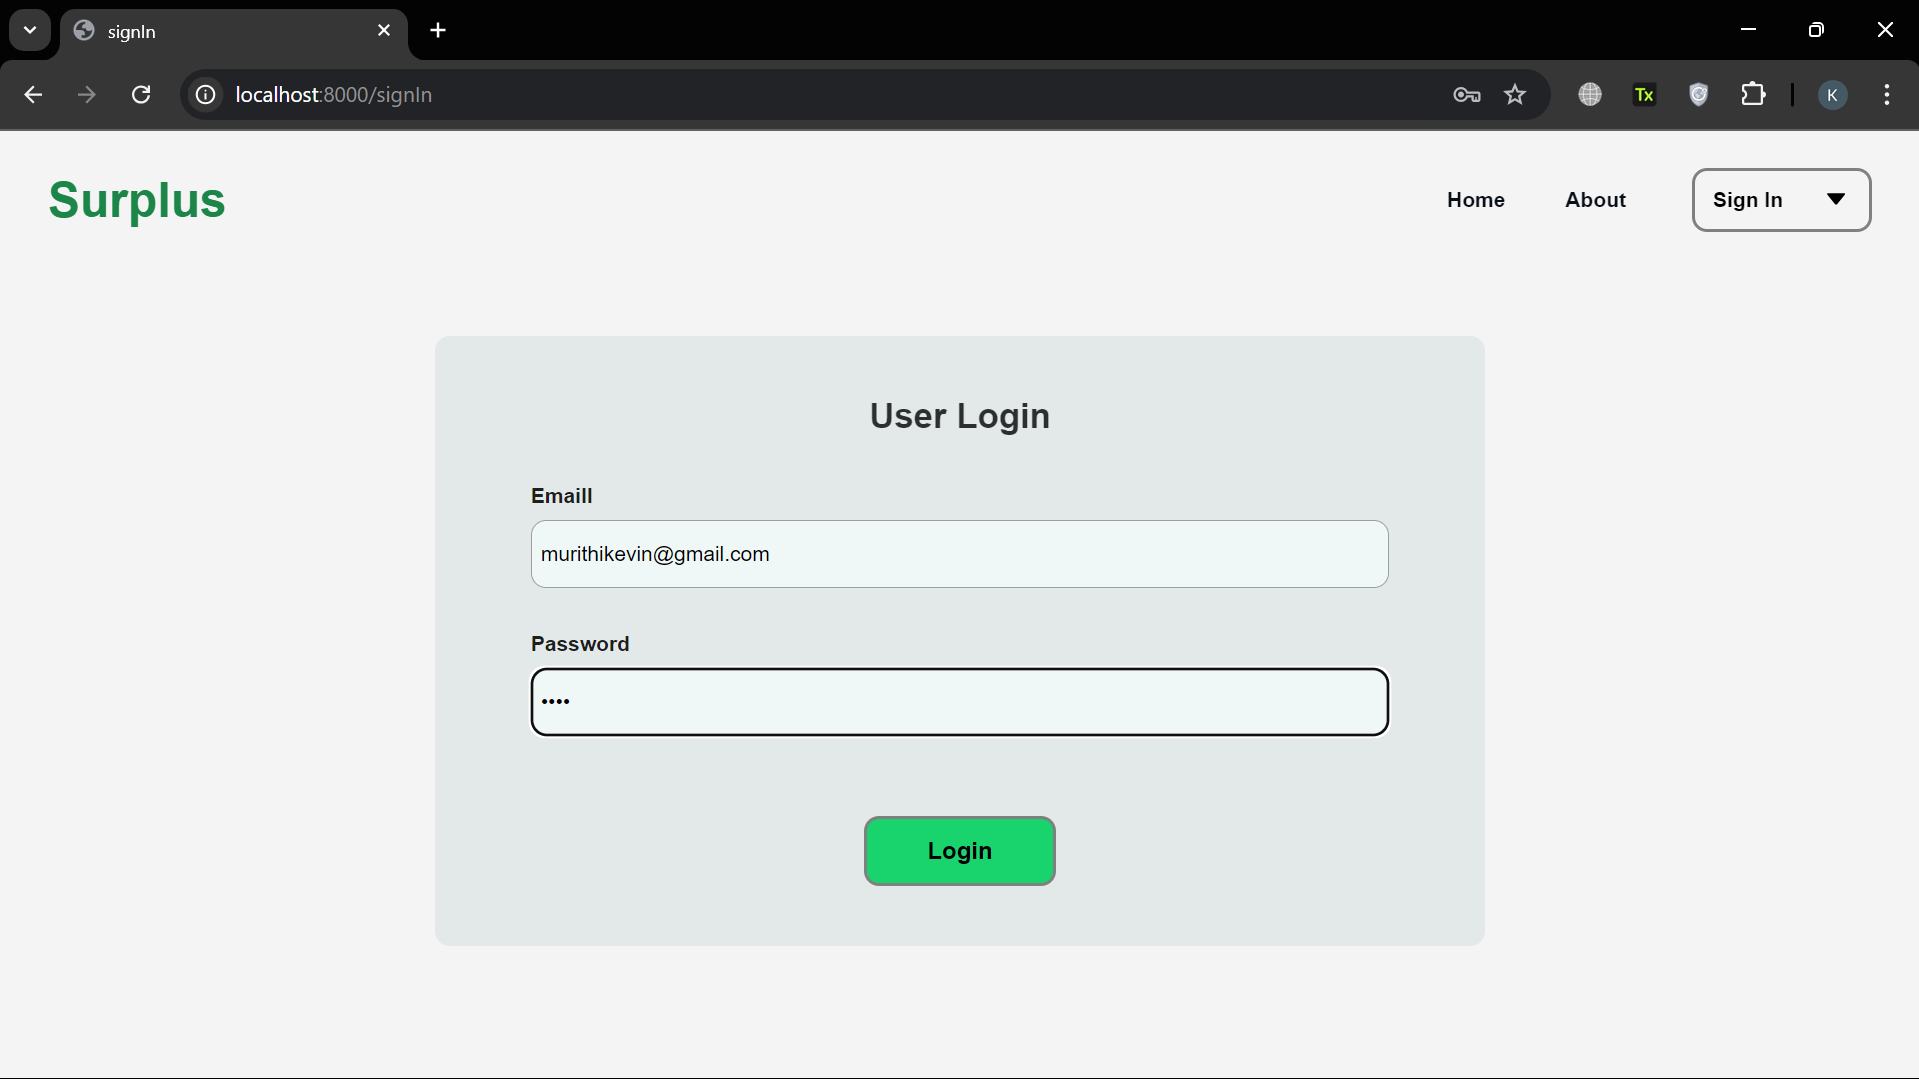 signIn
localhost:8000/signIn
Tx
K
Surplus
Home About Sign In
User Login
Emaill
murithikevin@gmail.com
Password
••••
Login